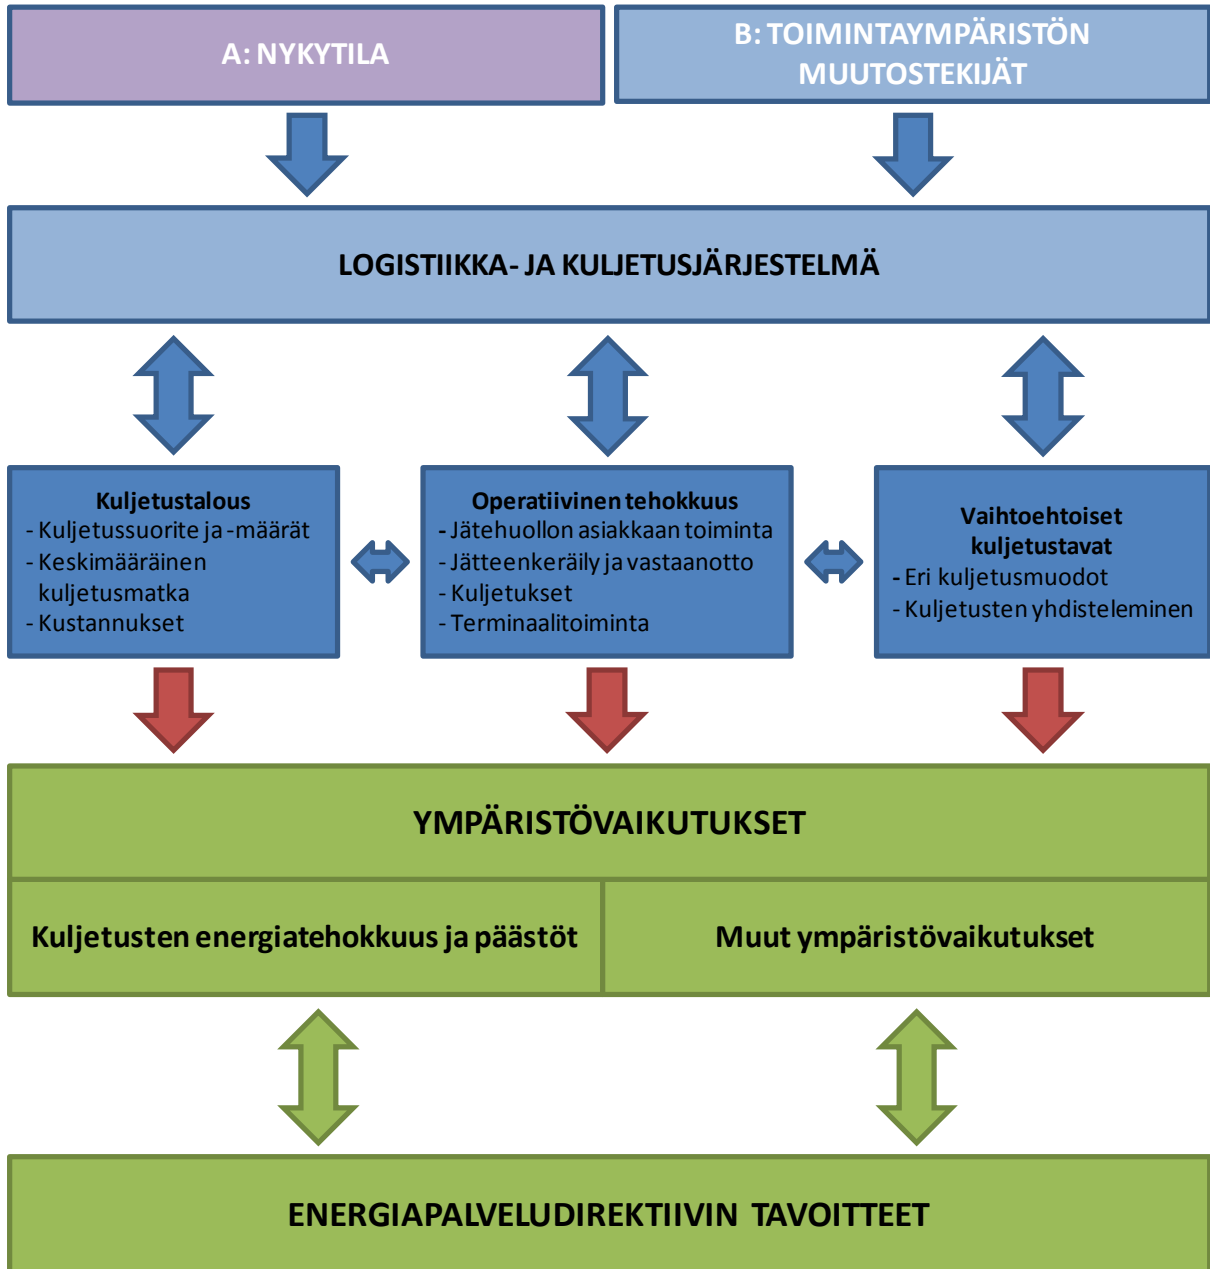 A: NYKYTILA
B: TOIMINTAYMPÄRISTÖN
MUUTOSTEKIJÄT
LOGISTIIKKA- JA KULJETUSJÄRJESTELMÄ
Kuljetustalous
- Kuljetussuorite ja -määrät
- Keskimääräinen
kuljetusmatka
- Kustannukset
Operatiivinen tehokkuus
- Jätehuollon asiakkaan toiminta
- Jätteenkeräily ja vastaanotto
- Kuljetukset
- Terminaalitoiminta
Vaihtoehtoiset
kuljetustavat
- Eri kuljetusmuodot
- Kuljetusten yhdisteleminen
YMPÄRISTÖVAIKUTUKSET
Kuljetusten energiatehokkuus ja päästöt
Muut ympäristövaikutukset
ENERGIAPALVELUDIREKTIIVIN TAVOITTEET